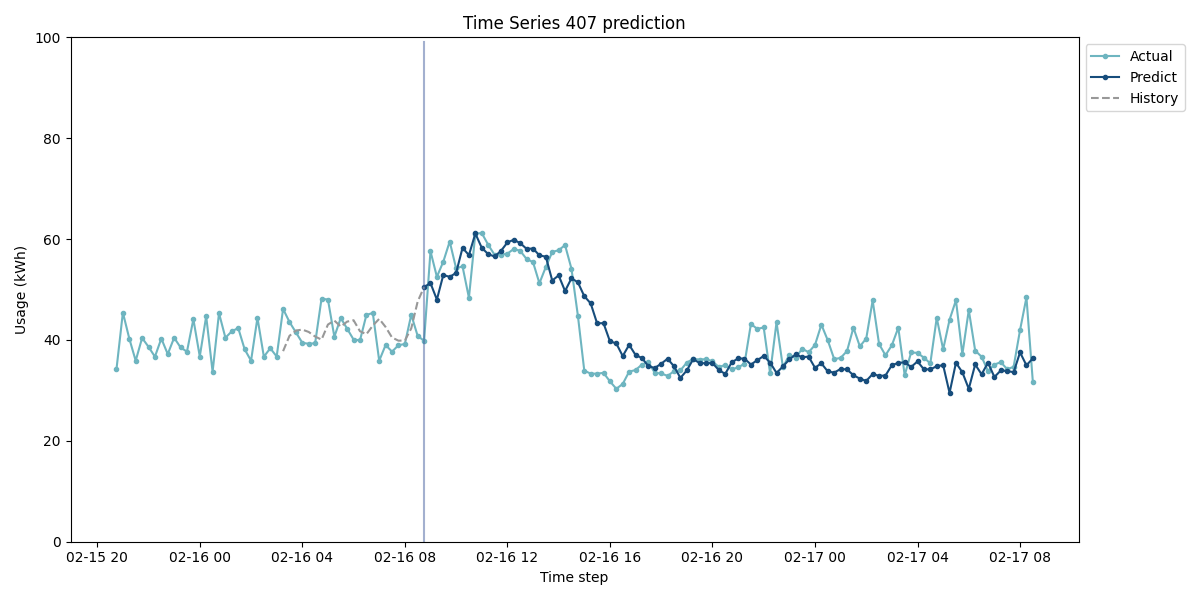 Time Series 407 prediction
100
80
60
40
20
0
Usage (kWh)
02-15 20 02-16 00 02-16 04 02-16 08 02-16 12 02-16 16 02-16 20 02-17 00 02-17 04 02-17 08
Time step
Actual
Predict
History